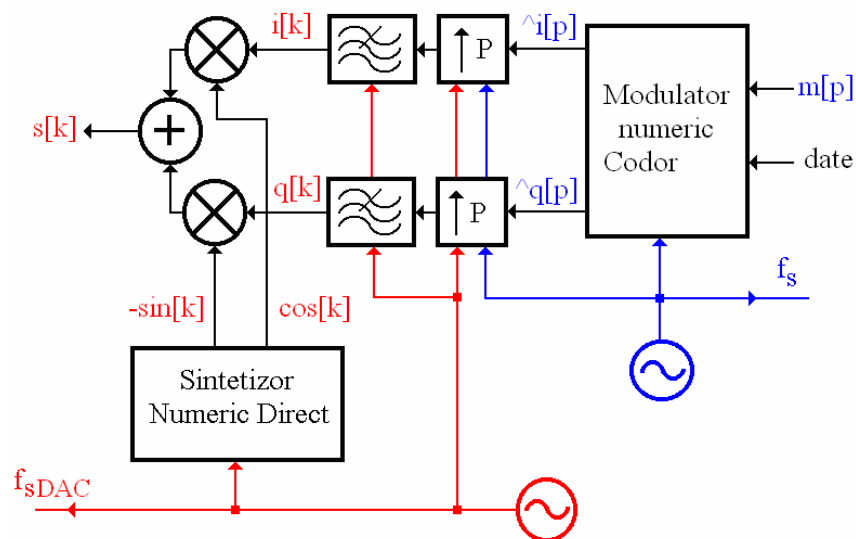 i[k]
↑ P
^i[p]
Modulator
numeric
Codor
m[p]
date
s[k]
+
q[k]
↑ P
^q[p]
f_s
-sin[k]
cos[k]
Sintetizor
Numeric Direct
f_sDAC